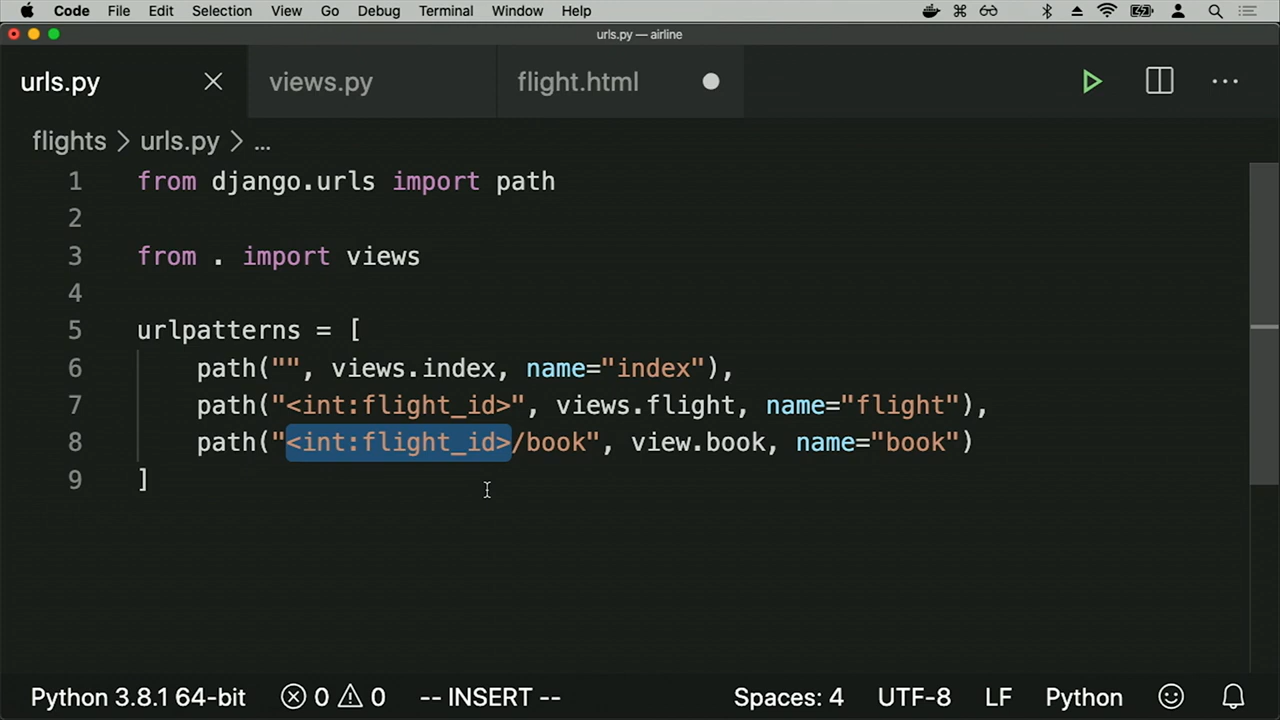 Code File Edit Selection View Go Debug Terminal Window Help
urls.py — airline
urls.py views.py flight.html
flights > urls.py > ...
1 from django.urls import path
2
3 from . import views
4
5 urlpatterns = [
6 path("", views.index, name="index"),
7 path("<int:flight_id>", views.flight, name="flight"),
8 path("<int:flight_id>/book", view.book, name="book")
9 ]
Python 3.8.1 64-bit 0 0 -- INSERT -- Spaces: 4 UTF-8 LF Python